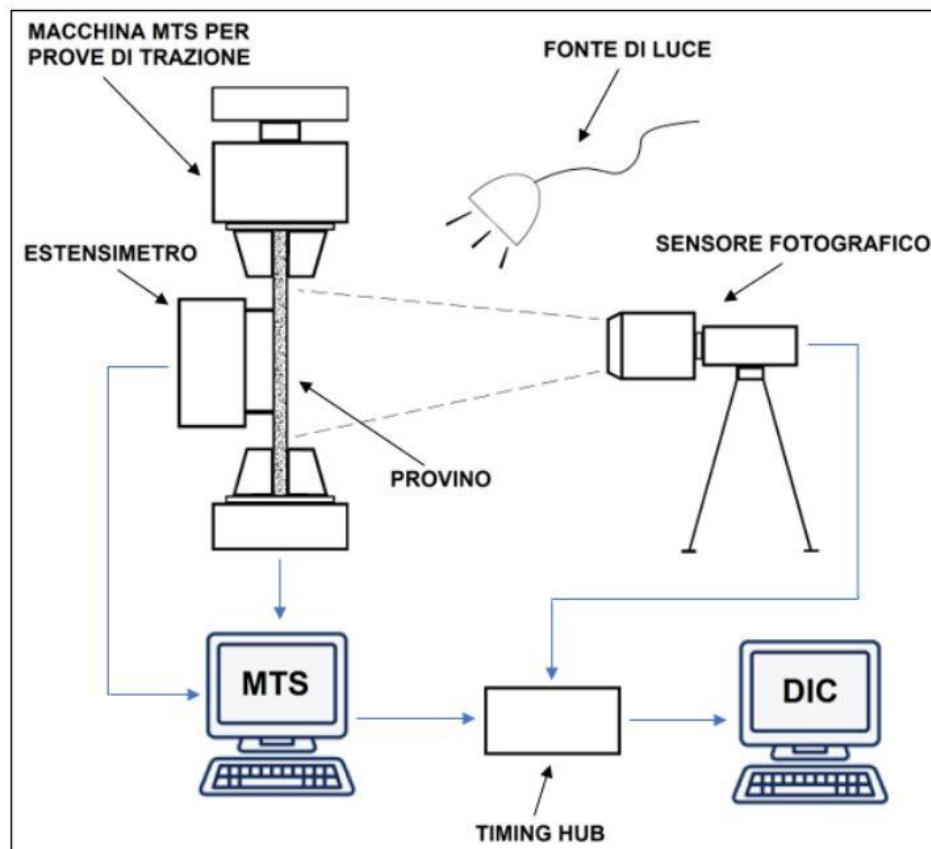 MACCHINA MTS PER
PROVE DI TRAZIONE
FONTE DI LUCE
ESTENSIMETRO
SENSORE FOTOGRAFICO
PROVINO
MTS
DIC
TIMING HUB